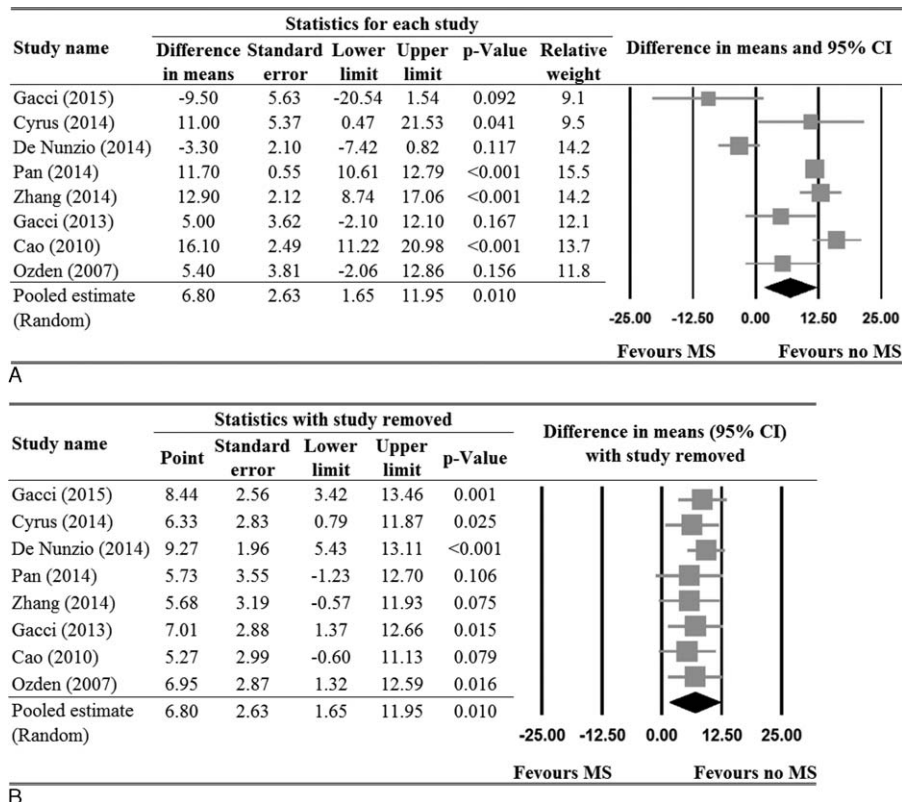 Statistics for each study
Study name Difference in means Standard error Lower limit Upper limit p-Value Relative weight Difference in means and 95% CI
Gacci (2015) -9.50 5.63 -20.54 1.54 0.092 9.1
Cyrus (2014) 11.00 5.37 0.47 21.53 0.041 9.5
De Nunzio (2014) -3.30 2.10 -7.42 0.82 0.117 14.2
Pan (2014) 11.70 0.55 10.61 12.79 <0.001 15.5
Zhang (2014) 12.90 2.12 8.74 17.06 <0.001 14.2
Gacci (2013) 5.00 3.62 -2.10 12.10 0.167 12.1
Cao (2010) 16.10 2.49 11.22 20.98 <0.001 13.7
Ozden (2007) 5.40 3.81 -2.06 12.86 0.156 11.8
Pooled estimate 6.80 2.63 1.65 11.95 0.010
(Random)
-25.00 -12.50 0.00 12.50 25.00
Fevours MS Fevours no MS
A
Statistics with study removed
Study name Point Standard error Lower limit Upper limit p-Value Difference in means (95% CI) with study removed
Gacci (2015) 8.44 2.56 3.42 13.46 0.001
Cyrus (2014) 6.33 2.83 0.79 11.87 0.025
De Nunzio (2014) 9.27 1.96 5.43 13.11 <0.001
Pan (2014) 5.73 3.55 -1.23 12.70 0.106
Zhang (2014) 5.68 3.19 -0.57 11.93 0.075
Gacci (2013) 7.01 2.88 1.37 12.66 0.015
Cao (2010) 5.27 2.99 -0.60 11.13 0.079
Ozden (2007) 6.95 2.87 1.32 12.59 0.016
Pooled estimate 6.80 2.63 1.65 11.95 0.010
(Random)
-25.00 -12.50 0.00 12.50 25.00
Fevours MS Fevours no MS
B